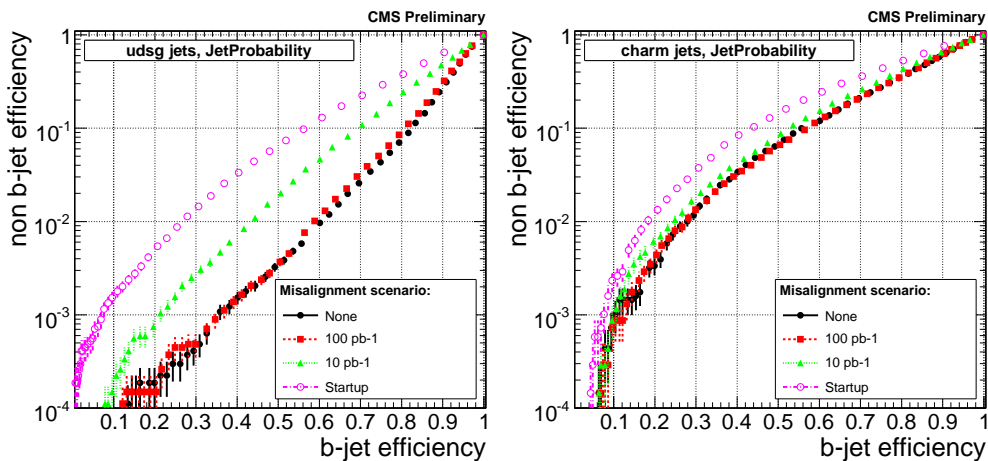 CMS Preliminary
udsg jets, JetProbability
non b-jet efficiency
1
10^-1
10^-2
10^-3
10^-4
Misalignment scenario:
None
100 pb-1
10 pb-1
Startup
0.1 0.2 0.3 0.4 0.5 0.6 0.7 0.8 0.9 1
b-jet efficiency
CMS Preliminary
charm jets, JetProbability
non b-jet efficiency
1
10^-1
10^-2
10^-3
10^-4
Misalignment scenario:
None
100 pb-1
10 pb-1
Startup
0.1 0.2 0.3 0.4 0.5 0.6 0.7 0.8 0.9 1
b-jet efficiency